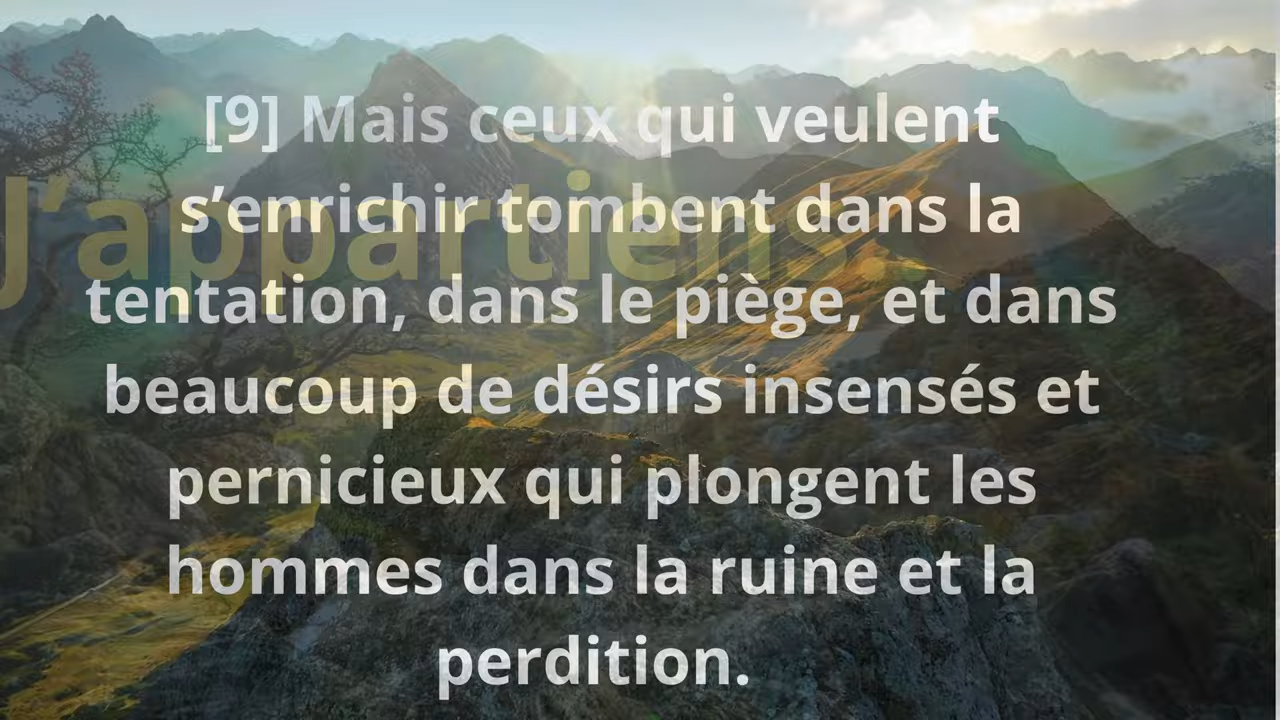 [9] Mais ceux qui veulent
s’enrichir tombent dans la
J’appartiens
tentation, dans le piège, et dans
beaucoup de désirs insensés et
pernicieux qui plongent les
hommes dans la ruine et la
perdition.